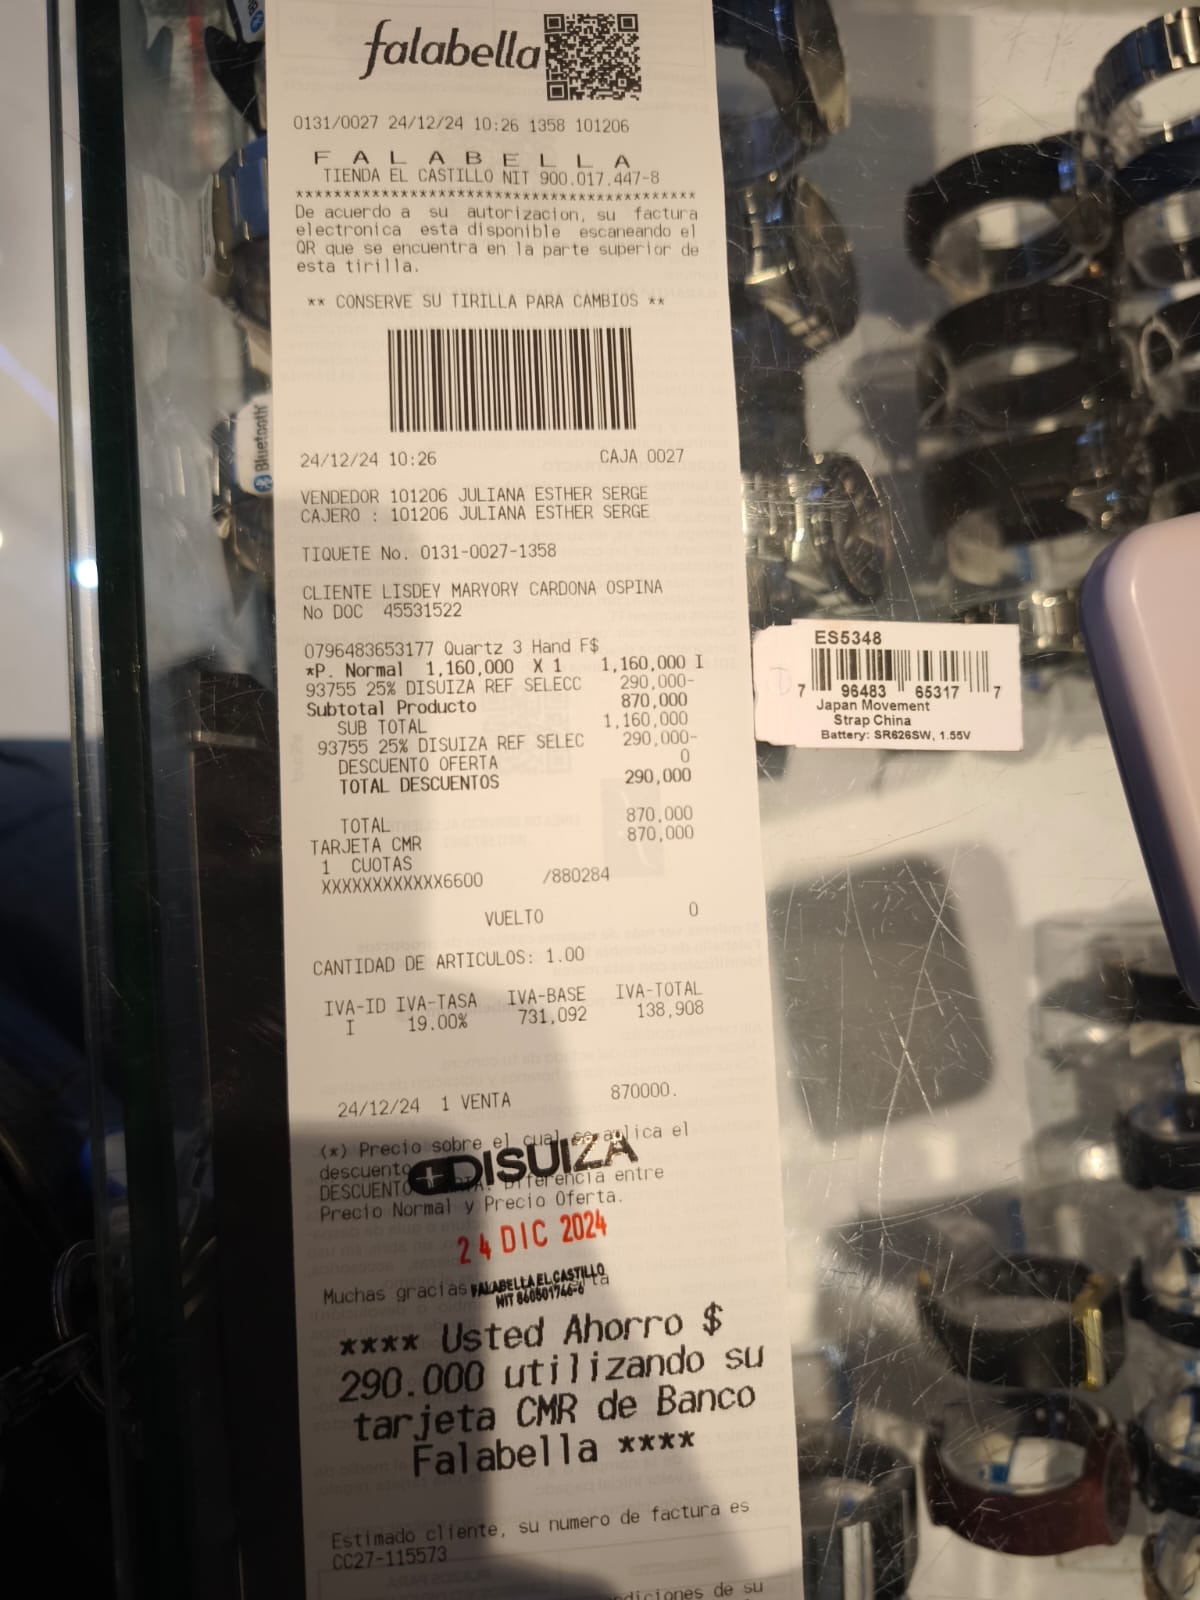 falabella
0131/0027 24/12/24 10:26 1358 101206
F A L A B E L L A
TIENDA EL CASTILLO NIT 900.017.447-8
******************************************
De acuerdo a su autorizacion, su factura
electronica esta disponible escaneando el
QR que se encuentra en la parte superior de
esta tirilla.
** CONSERVE SU TIRILLA PARA CAMBIOS **
24/12/24 10:26 CAJA 0027
VENDEDOR 101206 JULIANA ESTHER SERGE
CAJERO : 101206 JULIANA ESTHER SERGE
TIQUETE No. 0131-0027-1358
CLIENTE LISDEY MARYORY CARDONA OSPINA
No DOC 45531522
0796483653177 Quartz 3 Hand F$
*P. Normal 1,160,000 X 1 1,160,000 I
93755 25% DISUIZA REF SELECC 290,000-
Subtotal Producto 870,000
SUB TOTAL 1,160,000
93755 25% DISUIZA REF SELEC 290,000-
DESCUENTO OFERTA 0
TOTAL DESCUENTOS 290,000
TOTAL 870,000
TARJETA CMR 870,000
1 CUOTAS
XXXXXXXXXXXX6600 /880284
VUELTO 0
CANTIDAD DE ARTICULOS: 1.00
IVA-ID IVA-TASA IVA-BASE IVA-TOTAL
I 19.00% 731,092 138,908
24/12/24 1 VENTA 870000.
(*) Precio sobre el cual se aplica el
descuento
DISUIZA
DESCUENTO Diferencia entre
Precio Normal y Precio Oferta.
24 DIC 2024
Muchas gracias
FALABELLA EL CASTILLO
NIT 860501746-6
**** Usted Ahorro $
290.000 utilizando su
tarjeta CMR de Banco
Falabella ****
Estimado cliente, su numero de factura es
CC27-115573
diciones de su
Bluetooth
ES5348
7 96483 65317 7
Japan Movement
Strap China
Battery: SR626SW, 1.55V